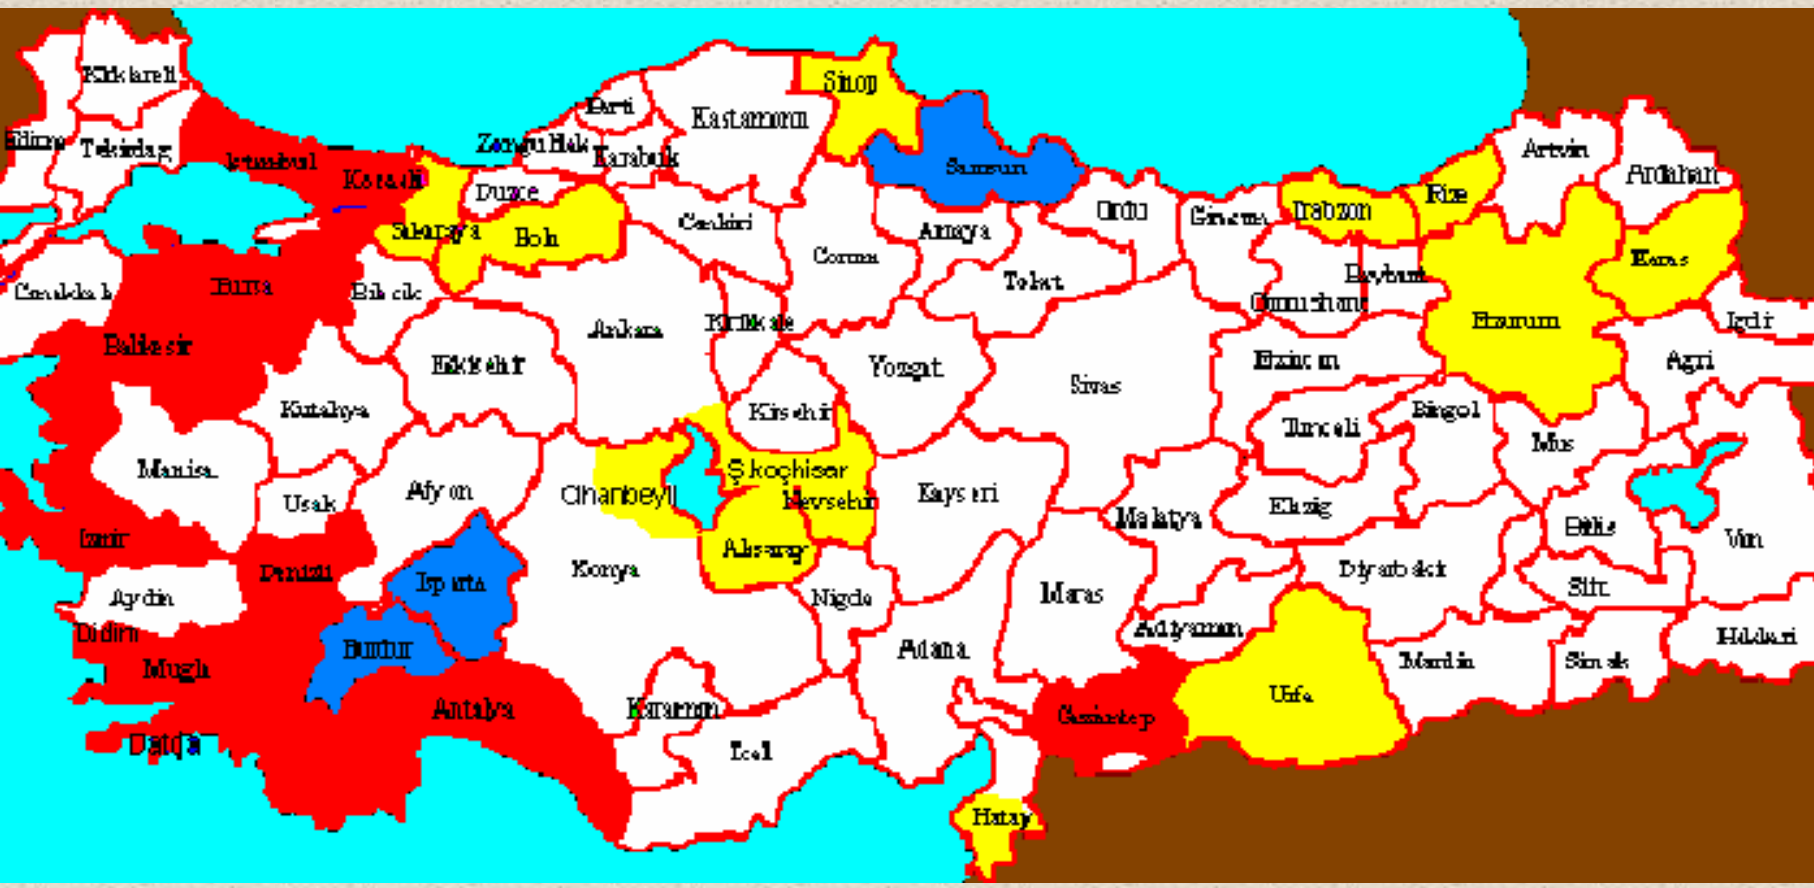 Kirklareli
Edirne
Tekirdag
Istanbul
Kocaeli
Zonguldak
Barti
Karabuk
Kastamonu
Sinop
Samsun
Duzce
Sakarya
Bolu
Cankiri
Corum
Amasya
Ordu
Giresun
Trabzon
Rize
Artvin
Ardahan
Kars
Canakkale
Bursa
Bilecik
Balikesir
Eskisehir
Ankara
Kirikkale
Tokat
Gumushane
Bayburt
Erzurum
Igdir
Kutahya
Kirsehir
Yozgat
Sivas
Erzincan
Tunceli
Bingol
Mus
Agri
Manisa
Usak
Afyon
Cihanbeyli
Ş.koçhisar
Nevsehir
Kayseri
Malatya
Elazig
Bitlis
Van
Izmir
Denizli
Isparta
Konya
Aksaray
Aydin
Didim
Nigde
Maras
Adiyaman
Diyarbakir
Siirt
Mugla
Burdur
Antalya
Karaman
Adana
Gaziantep
Urfa
Mardin
Sirnak
Hakkari
Datça
Icel
Hatay